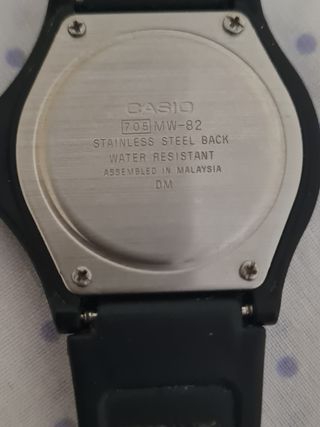 CASIO
705 MW-82
STAINLESS STEEL BACK
WATER RESISTANT
ASSEMBLED IN MALAYSIA
DM